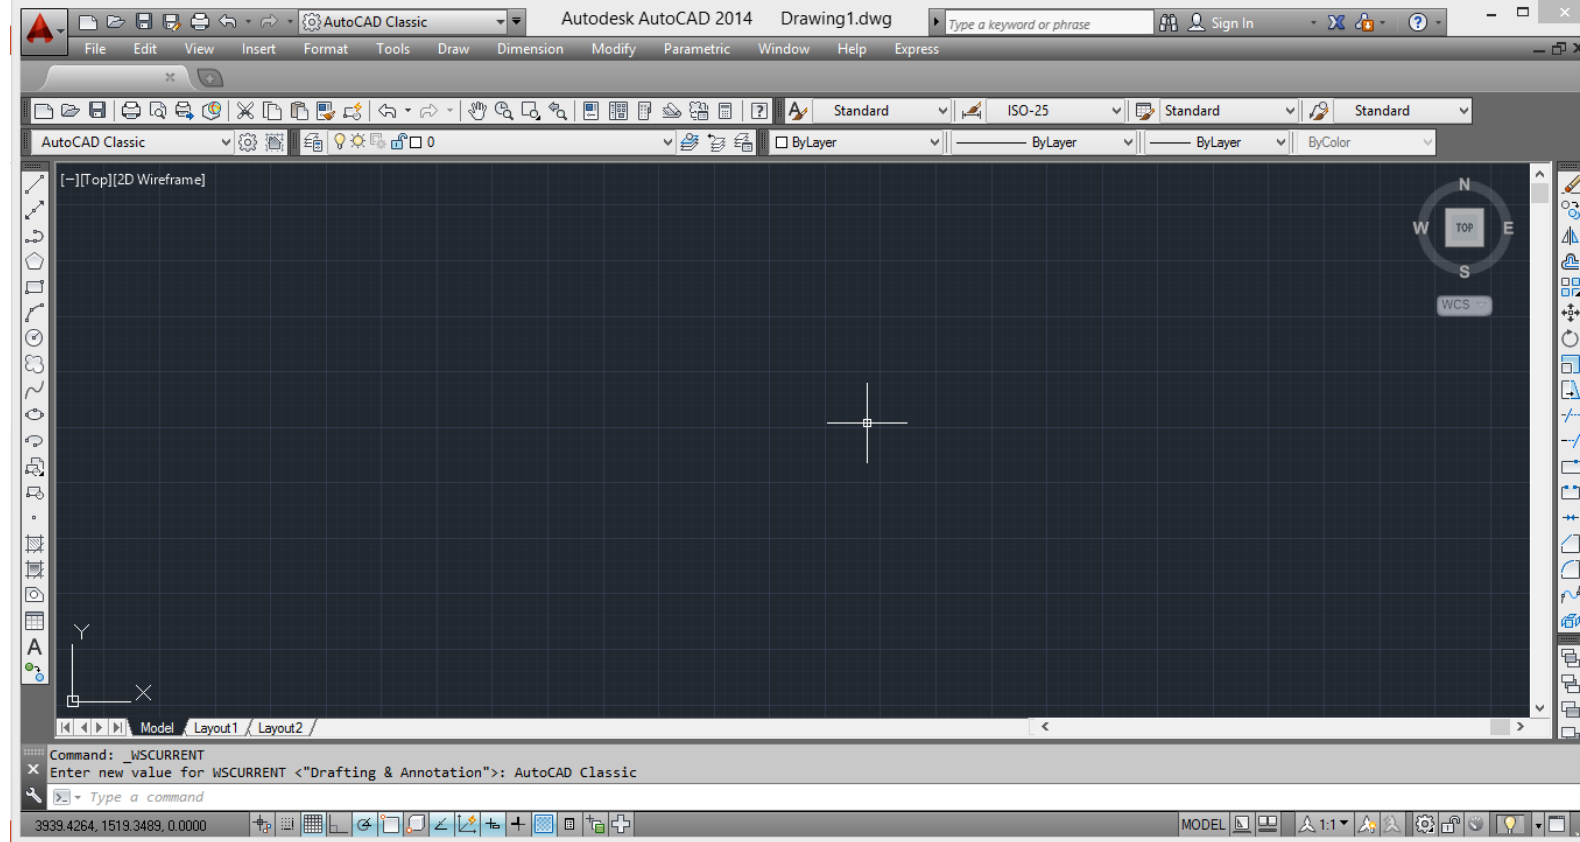 AutoCAD Classic Autodesk AutoCAD 2014 Drawing1.dwg Type a keyword or phrase Sign In
File Edit View Insert Format Tools Draw Dimension Modify Parametric Window Help Express
Standard ISO-25 Standard Standard
AutoCAD Classic 0 ByLayer ByLayer ByLayer ByColor
[−][Top][2D Wireframe]
N
W TOP E
S
WCS
Y
A
X
Model Layout1 Layout2
Command: _WSCURRENT
Enter new value for WSCURRENT <"Drafting & Annotation">: AutoCAD Classic
Type a command
3939.4264, 1519.3489, 0.0000 MODEL 1:1